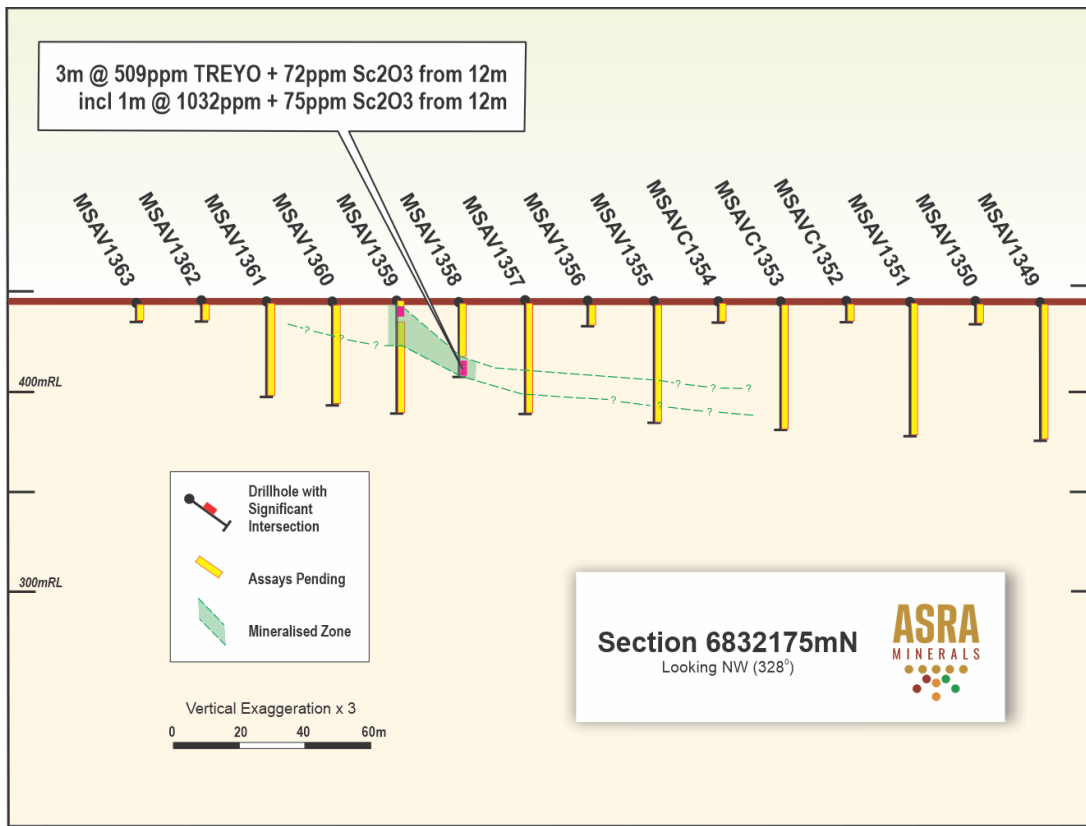 3m @ 509ppm TREYO + 72ppm Sc2O3 from 12m
incl 1m @ 1032ppm + 75ppm Sc2O3 from 12m
MSAV1363
MSAV1362
MSAV1361
MSAV1360
MSAV1359
MSAV1358
MSAV1357
MSAV1356
MSAV1355
MSAVC1354
MSAVC1353
MSAVC1352
MSAV1351
MSAV1350
MSAV1349
? ? ?
? ? ?
? ? ?
400mRL
300mRL
Drillhole with
Significant
Intersection
Assays Pending
Mineralised Zone
Vertical Exaggeration x 3
0 20 40 60m
Section 6832175mN
Looking NW (328⁰)
ASRA
MINERALS